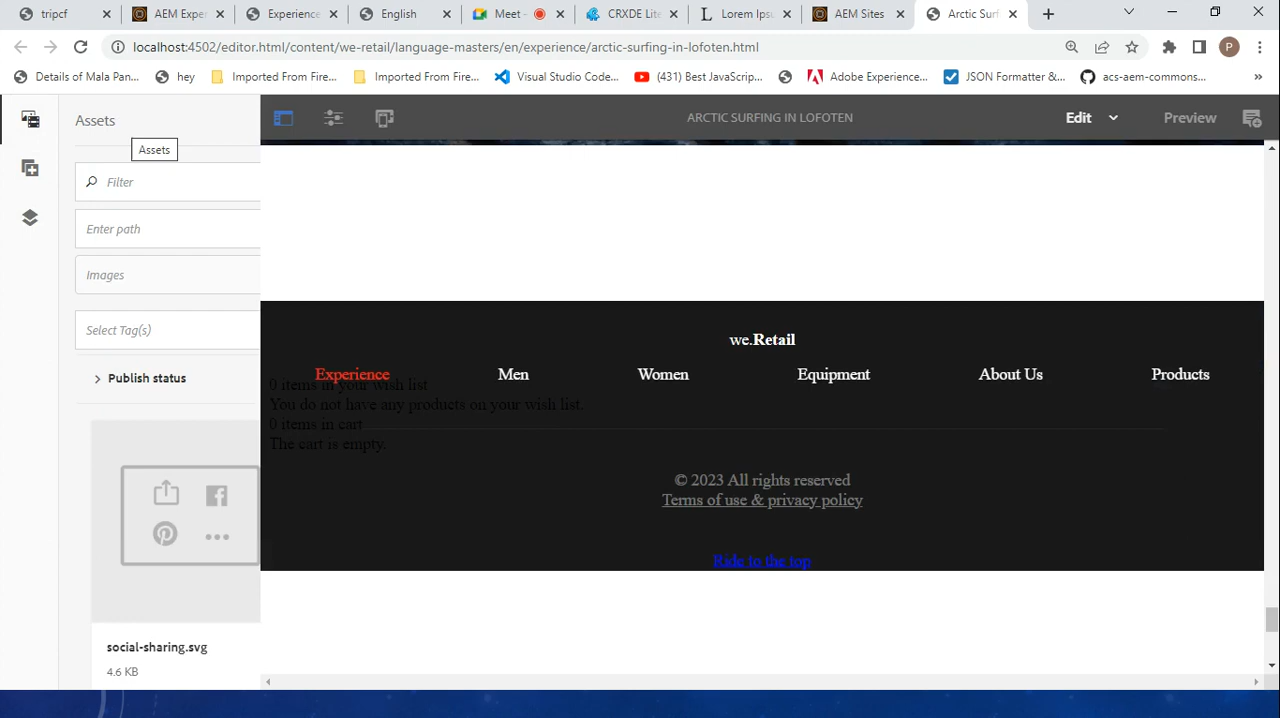 tripcf
AEM Exper
Experience
English
Meet –
CRXDE Lite
Lorem Ipsu
AEM Sites
Arctic Surf
localhost:4502/editor.html/content/we-retail/language-masters/en/experience/arctic-surfing-in-lofoten.html
P
Details of Mala Pan...
hey
Imported From Fire...
Imported From Fire...
Visual Studio Code...
(431) Best JavaScrip...
Adobe Experience...
JSON Formatter &...
acs-aem-commons...
»
Assets
ARCTIC SURFING IN LOFOTEN
Edit
Preview
Assets
Filter
Enter path
Images
Select Tag(s)
Publish status
social-sharing.svg
4.6 KB
we.Retail
Experience
Men
Women
Equipment
About Us
Products
0 items in your wish list
You do not have any products on your wish list.
0 items in cart
The cart is empty.
© 2023 All rights reserved
Terms of use & privacy policy
Ride to the top